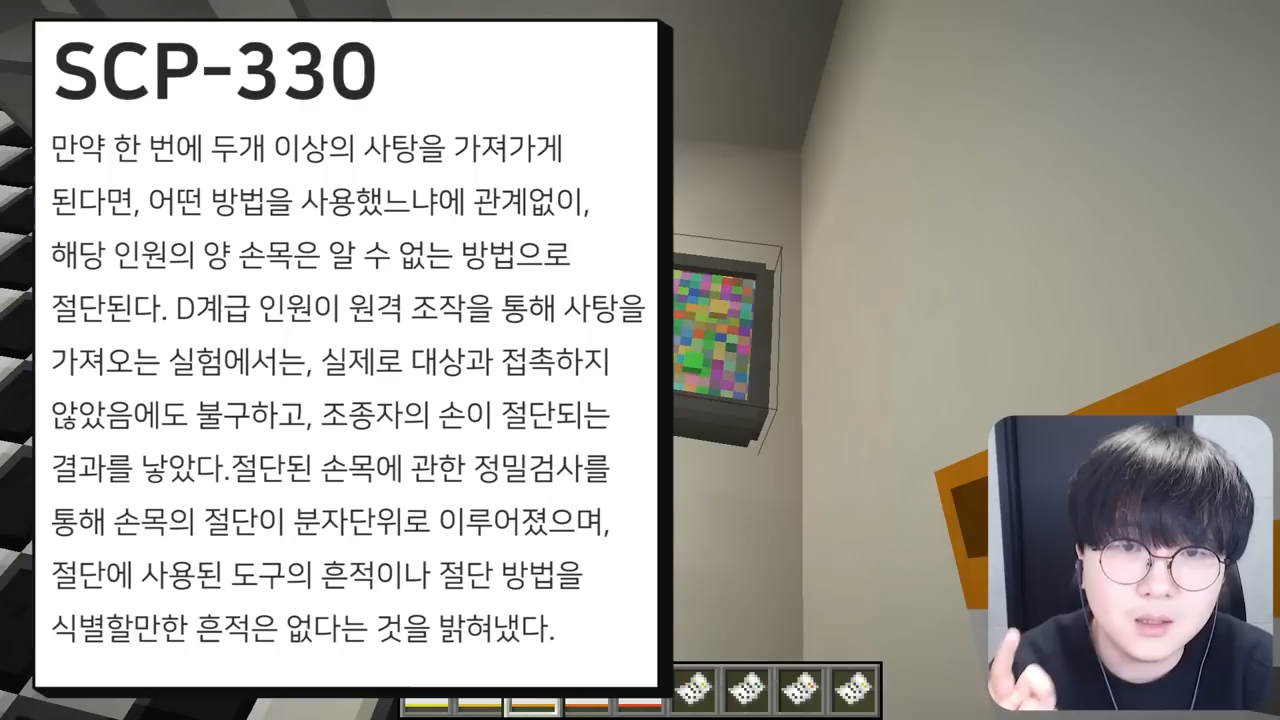 SCP-330
만약 한 번에 두개 이상의 사탕을 가져가게
된다면, 어떤 방법을 사용했느냐에 관계없이,
해당 인원의 양 손목은 알 수 없는 방법으로
절단된다. D계급 인원이 원격 조작을 통해 사탕을
가져오는 실험에서는, 실제로 대상과 접촉하지
않았음에도 불구하고, 조종자의 손이 절단되는
결과를 낳았다.절단된 손목에 관한 정밀검사를
통해 손목의 절단이 분자단위로 이루어졌으며,
절단에 사용된 도구의 흔적이나 절단 방법을
식별할만한 흔적은 없다는 것을 밝혀냈다.